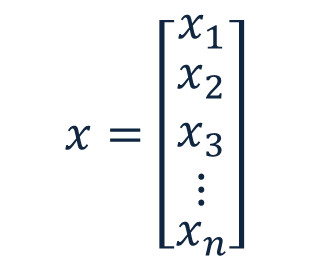 x = [x₁
x₂
x₃
⋮
xₙ]